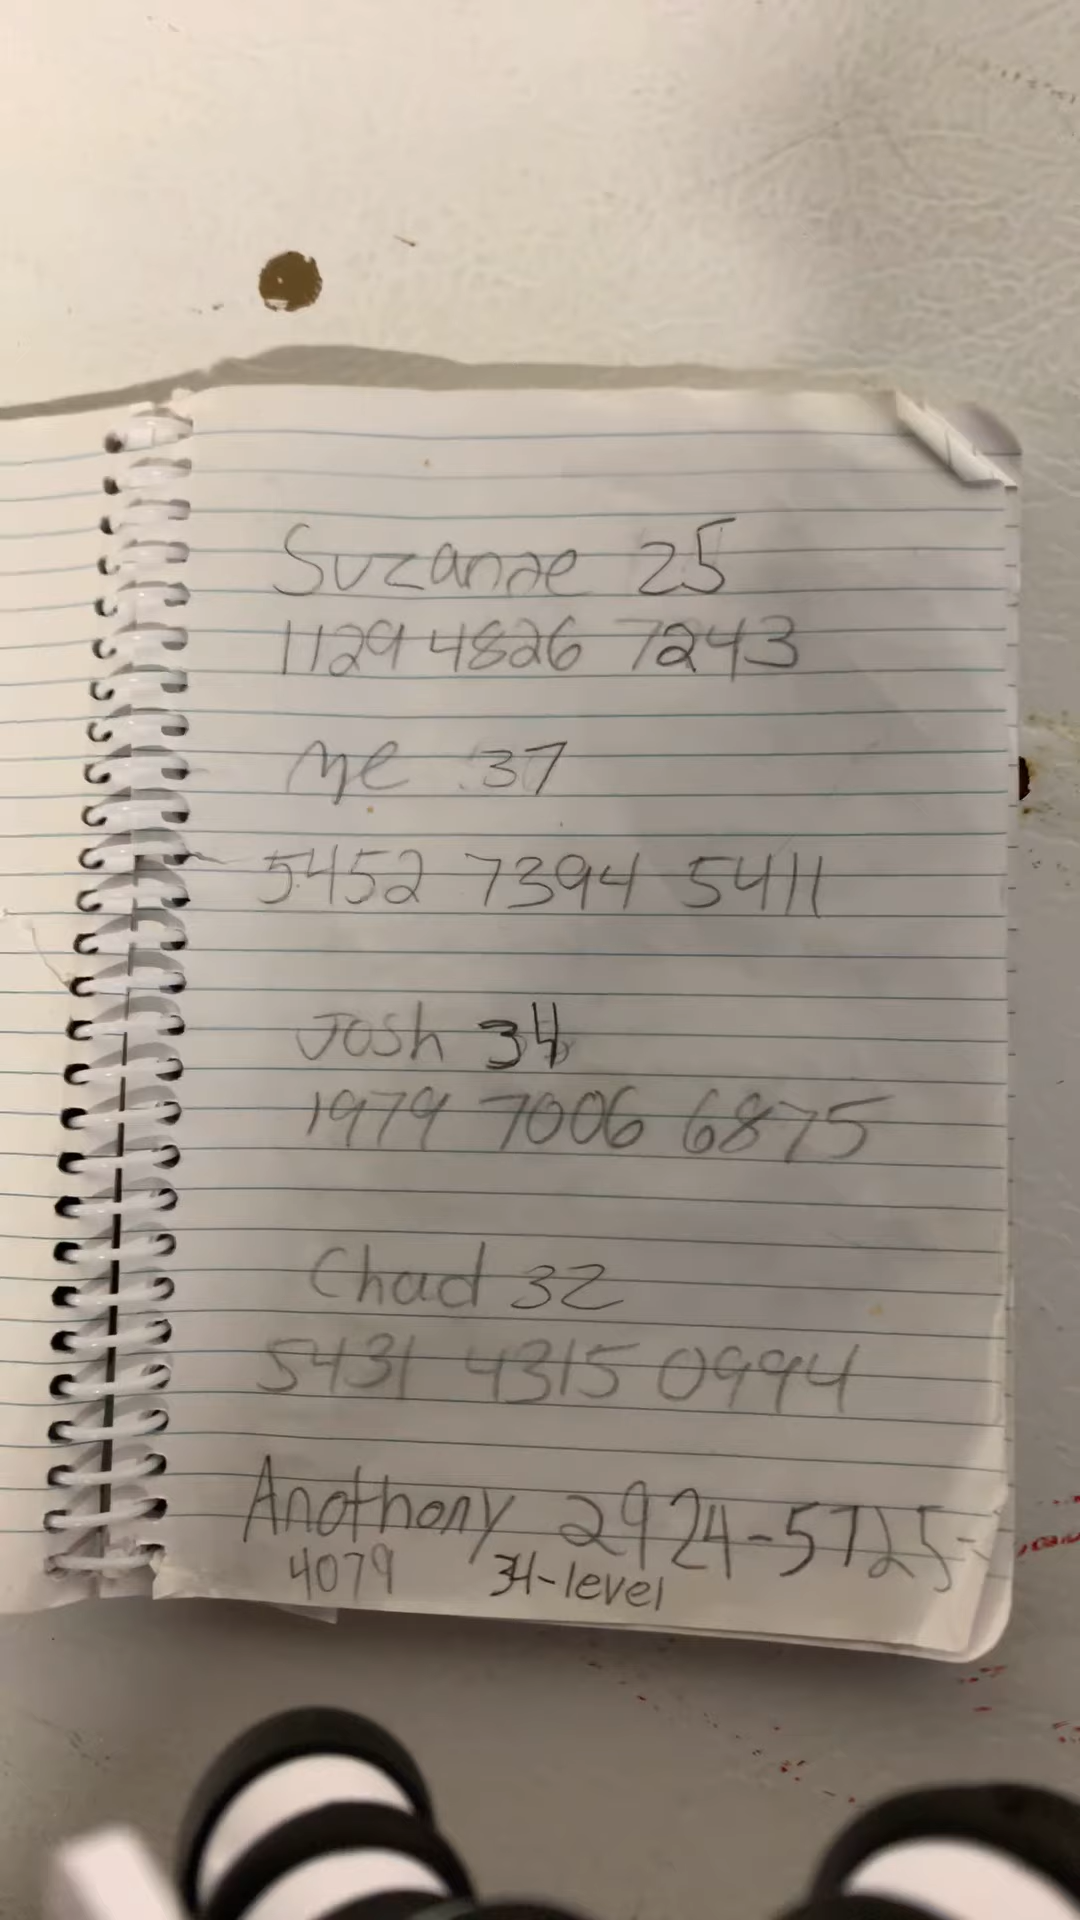 Suzanne 25
1129 4826 7243
Me 37
5452 7394 5411
Josh 34
1979 7006 6875
Chad 32
5431 4315 0994
Anothony 2924-5725-
4079 34-level